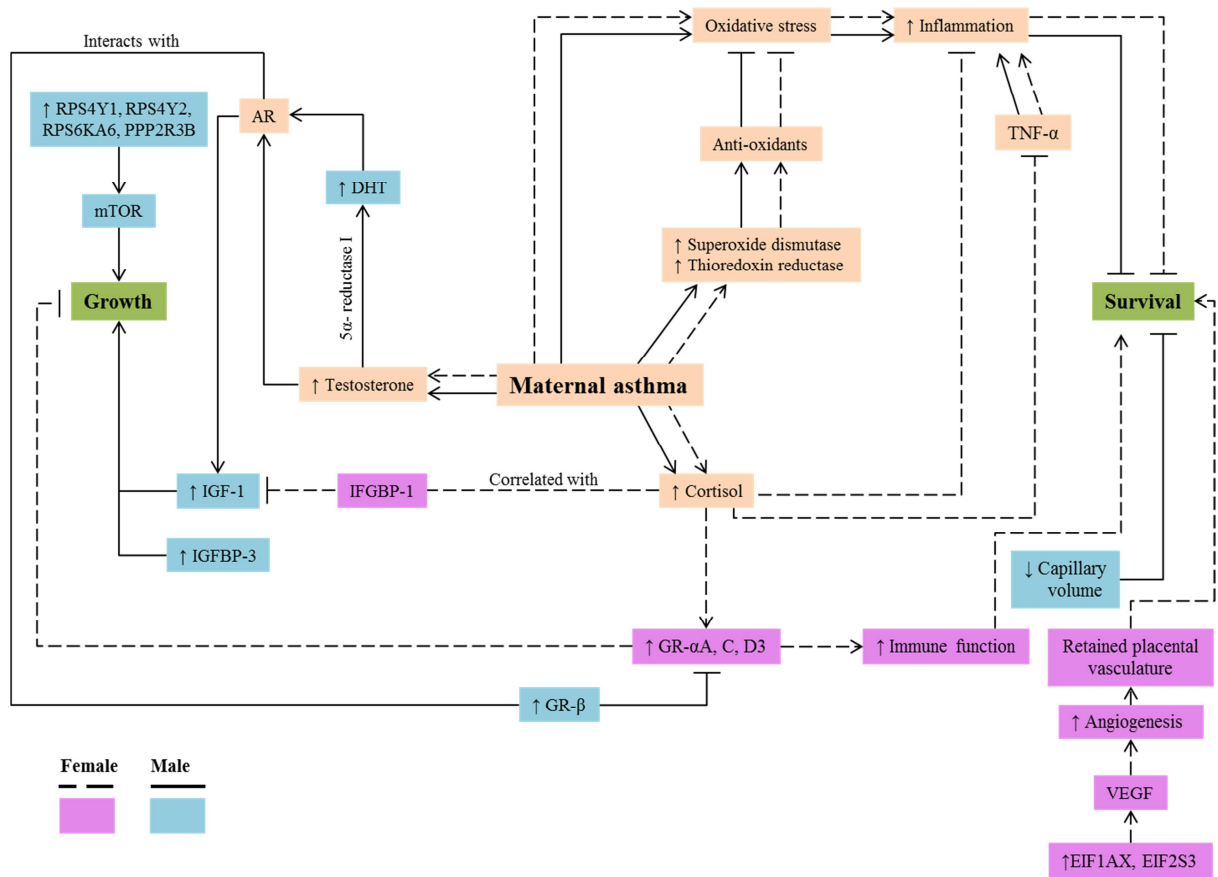 Interacts with
Oxidative stress
↑ Inflammation
↑ RPS4Y1, RPS4Y2,
RPS6KA6, PPP2R3B
AR
TNF-α
Anti-oxidants
↑ DHT
mTOR
↑ Superoxide dismutase
↑ Thioredoxin reductase
5α- reductase I
Growth
Survival
↑ Testosterone
Maternal asthma
↑ IGF-1
IFGBP-1
Correlated with
↑ Cortisol
↑ IGFBP-3
↓ Capillary
volume
↑ GR-αA, C, D3
↑ Immune function
Retained placental
vasculature
↑ GR-β
↑ Angiogenesis
Female
Male
VEGF
↑EIF1AX, EIF2S3